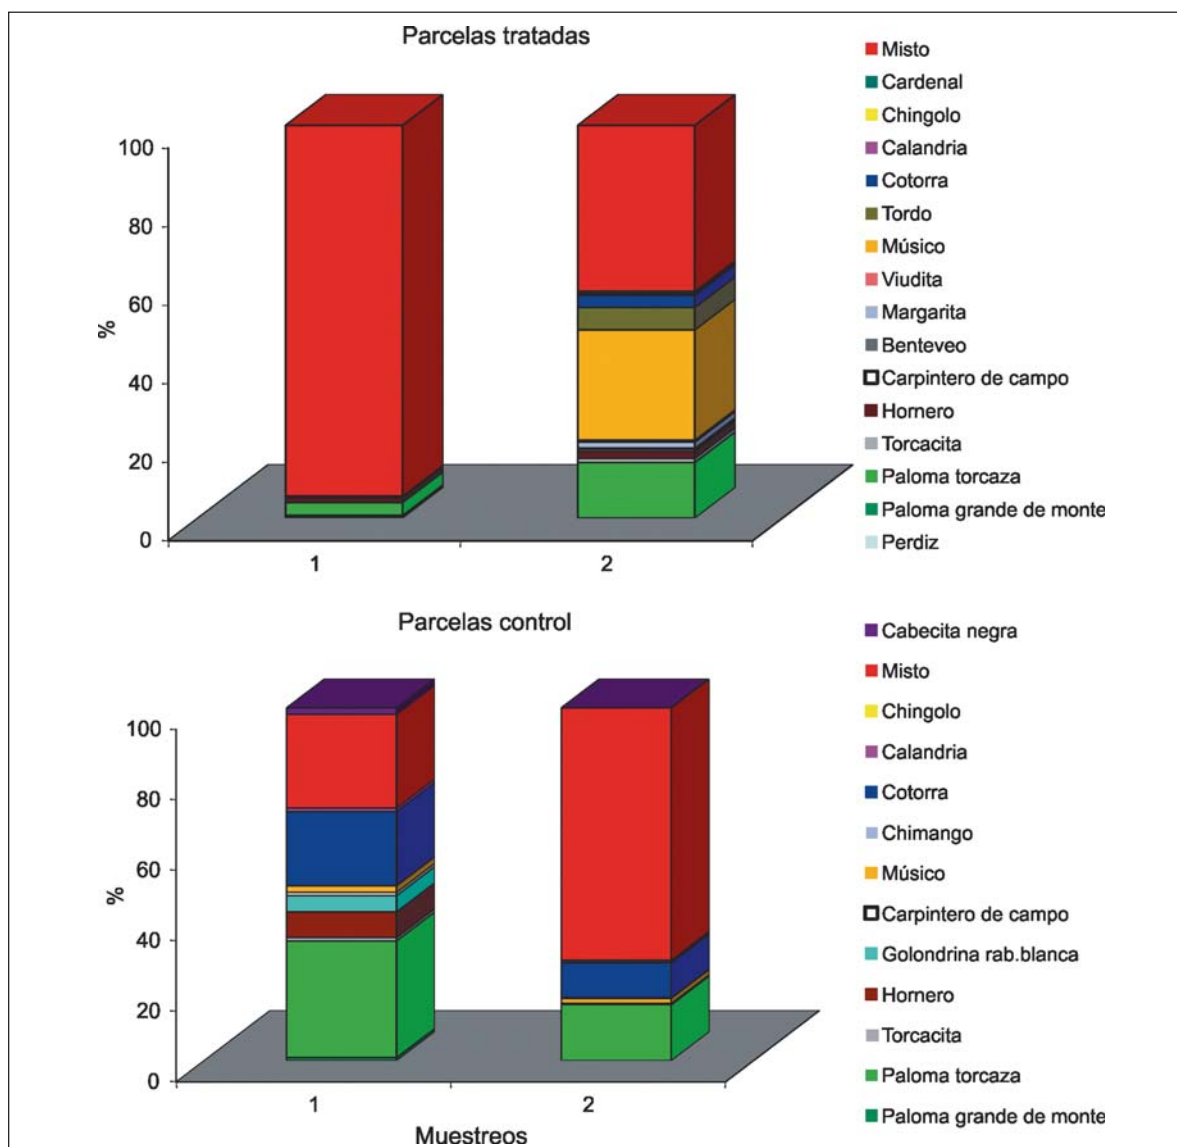 Parcelas tratadas
%
100
80
60
40
20
0
1
2
Misto
Cardenal
Chingolo
Calandria
Cotorra
Tordo
Músico
Viudita
Margarita
Benteveo
Carpintero de campo
Hornero
Torcacita
Paloma torcaza
Paloma grande de monte
Perdiz
Parcelas control
%
100
80
60
40
20
0
1
2
Muestreos
Cabecita negra
Misto
Chingolo
Calandria
Cotorra
Chimango
Músico
Carpintero de campo
Golondrina rab.blanca
Hornero
Torcacita
Paloma torcaza
Paloma grande de monte